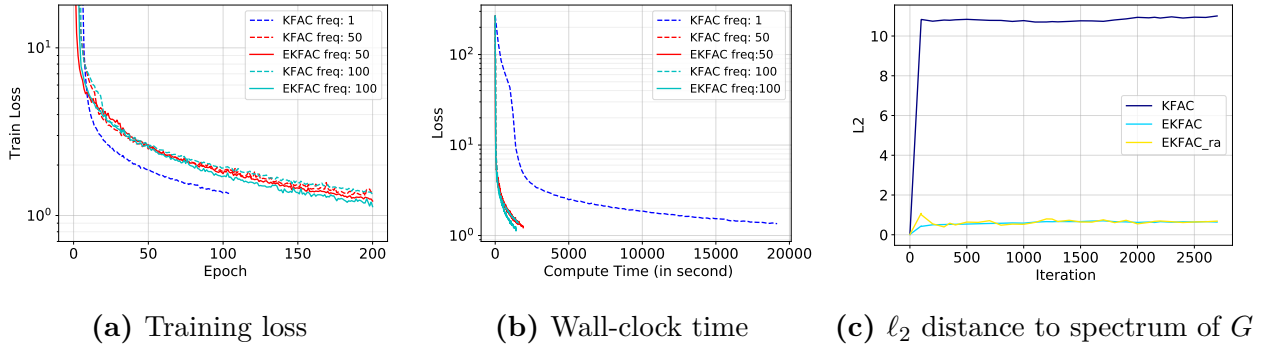 KFAC freq: 1
KFAC freq: 50
EKFAC freq: 50
KFAC freq: 100
EKFAC freq: 100
10^1
10^0
Train Loss
0 50 100 150 200
Epoch
KFAC freq: 1
KFAC freq: 50
EKFAC freq:50
KFAC freq: 100
EKFAC freq:100
10^2
10^1
10^0
Loss
0 5000 10000 15000 20000
Compute Time (in second)
KFAC
EKFAC
EKFAC_ra
10
8
6
4
2
0
L2
0 500 1000 1500 2000 2500
Iteration
(a) Training loss
(b) Wall-clock time
(c) ℓ2 distance to spectrum of G